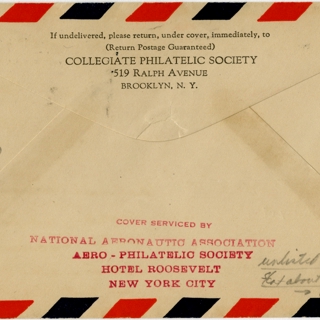 If undelivered, please return, under cover, immediately, to
(Return Postage Guaranteed)
COLLEGIATE PHILATELIC SOCIETY
519 RALPH AVENUE
BROOKLYN, N. Y.
COVER SERVICED BY
NATIONAL AERONAUTIC ASSOCIATION
AERO - PHILATELIC SOCIETY
HOTEL ROOSEVELT
NEW YORK CITY
about